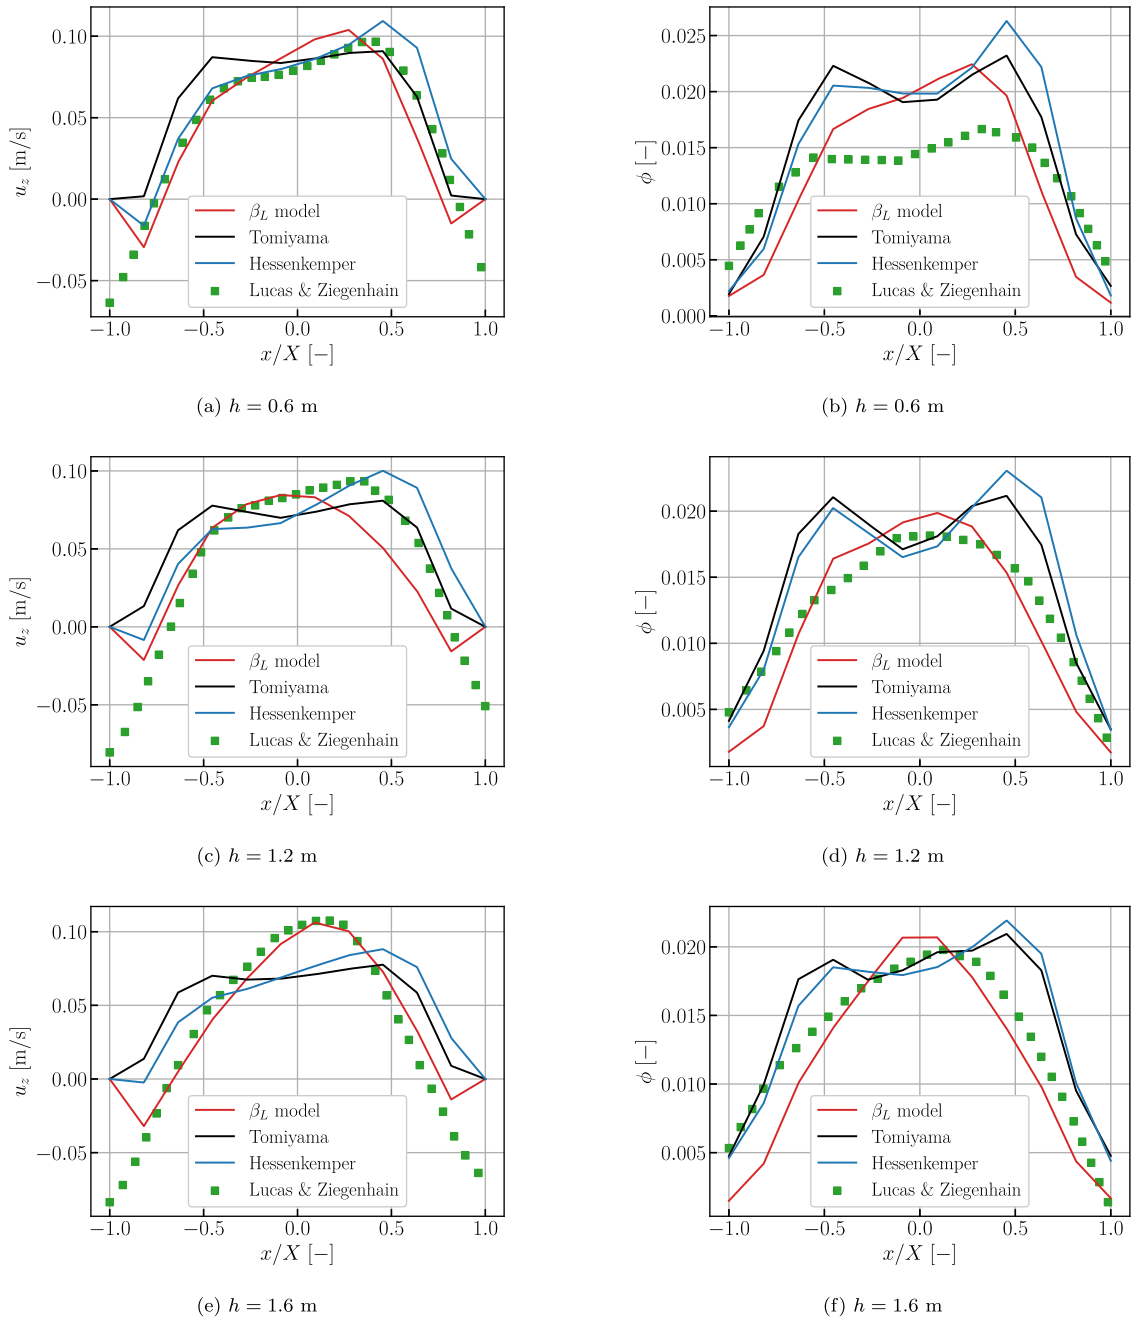 0.10
0.05
0.00
−0.05
u_z [m/s]
β_L model
Tomiyama
Hessenkemper
Lucas & Ziegenhain
−1.0 −0.5 0.0 0.5 1.0
x/X [−]
(a) h = 0.6 m
0.025
0.020
0.015
0.010
0.005
0.000
ϕ [−]
β_L model
Tomiyama
Hessenkemper
Lucas & Ziegenhain
−1.0 −0.5 0.0 0.5 1.0
x/X [−]
(b) h = 0.6 m
0.10
0.05
0.00
−0.05
u_z [m/s]
β_L model
Tomiyama
Hessenkemper
Lucas & Ziegenhain
−1.0 −0.5 0.0 0.5 1.0
x/X [−]
(c) h = 1.2 m
0.020
0.015
0.010
0.005
ϕ [−]
β_L model
Tomiyama
Hessenkemper
Lucas & Ziegenhain
−1.0 −0.5 0.0 0.5 1.0
x/X [−]
(d) h = 1.2 m
0.10
0.05
0.00
−0.05
u_z [m/s]
β_L model
Tomiyama
Hessenkemper
Lucas & Ziegenhain
−1.0 −0.5 0.0 0.5 1.0
x/X [−]
(e) h = 1.6 m
0.020
0.015
0.010
0.005
ϕ [−]
β_L model
Tomiyama
Hessenkemper
Lucas & Ziegenhain
−1.0 −0.5 0.0 0.5 1.0
x/X [−]
(f) h = 1.6 m